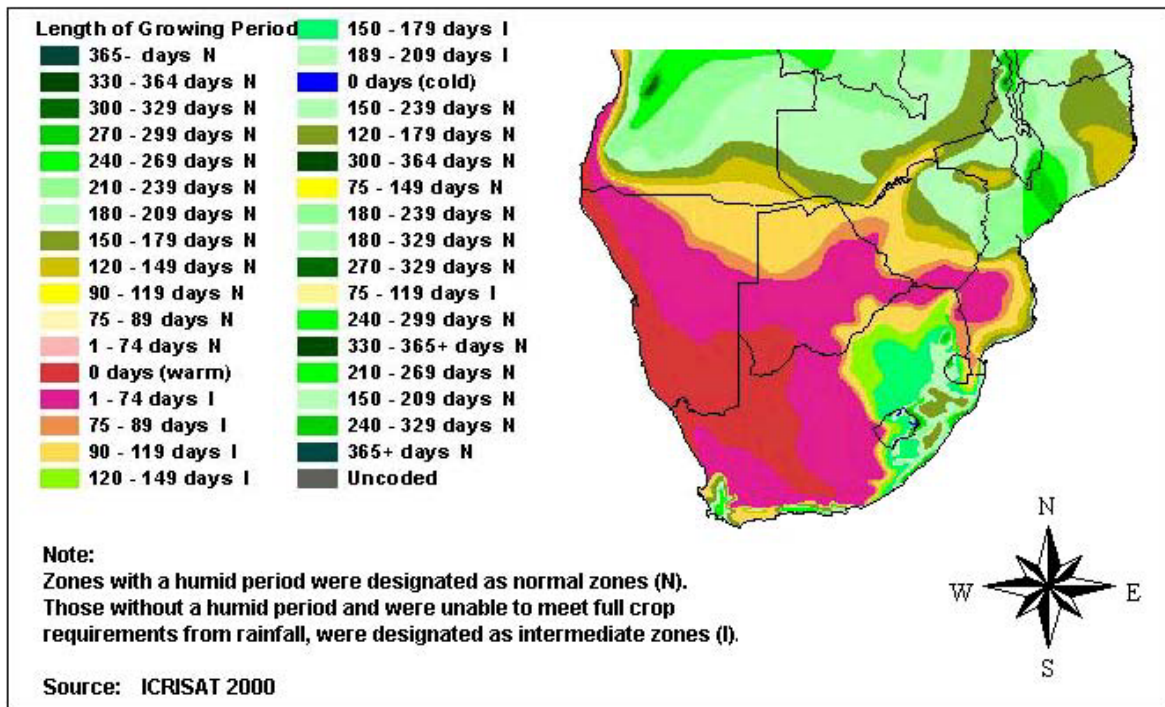 Length of Growing Period
365- days N
330 - 364 days N
300 - 329 days N
270 - 299 days N
240 - 269 days N
210 - 239 days N
180 - 209 days N
150 - 179 days N
120 - 149 days N
90 - 119 days N
75 - 89 days N
1 - 74 days N
0 days (warm)
1 - 74 days I
75 - 89 days I
90 - 119 days I
120 - 149 days I
150 - 179 days I
189 - 209 days I
0 days (cold)
150 - 239 days N
120 - 179 days N
300 - 364 days N
75 - 149 days N
180 - 239 days N
180 - 329 days N
270 - 329 days N
75 - 119 days I
240 - 299 days N
330 - 365+ days N
210 - 269 days N
150 - 209 days N
240 - 329 days N
365+ days N
Uncoded
N
W E
S
Note:
Zones with a humid period were designated as normal zones (N).
Those without a humid period and were unable to meet full crop
requirements from rainfall, were designated as intermediate zones (I).
Source: ICRISAT 2000